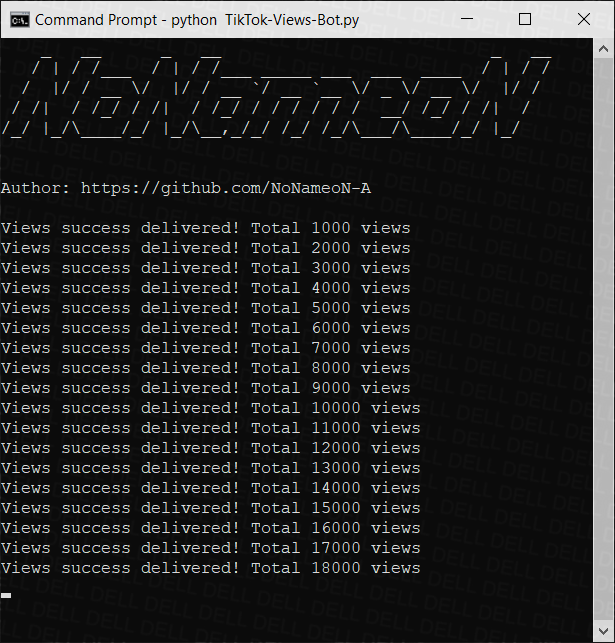 Command Prompt - python  TikTok-Views-Bot.py
NoNameoN
Author: https://github.com/NoNameoN-A
Views success delivered! Total 1000 views
Views success delivered! Total 2000 views
Views success delivered! Total 3000 views
Views success delivered! Total 4000 views
Views success delivered! Total 5000 views
Views success delivered! Total 6000 views
Views success delivered! Total 7000 views
Views success delivered! Total 8000 views
Views success delivered! Total 9000 views
Views success delivered! Total 10000 views
Views success delivered! Total 11000 views
Views success delivered! Total 12000 views
Views success delivered! Total 13000 views
Views success delivered! Total 14000 views
Views success delivered! Total 15000 views
Views success delivered! Total 16000 views
Views success delivered! Total 17000 views
Views success delivered! Total 18000 views